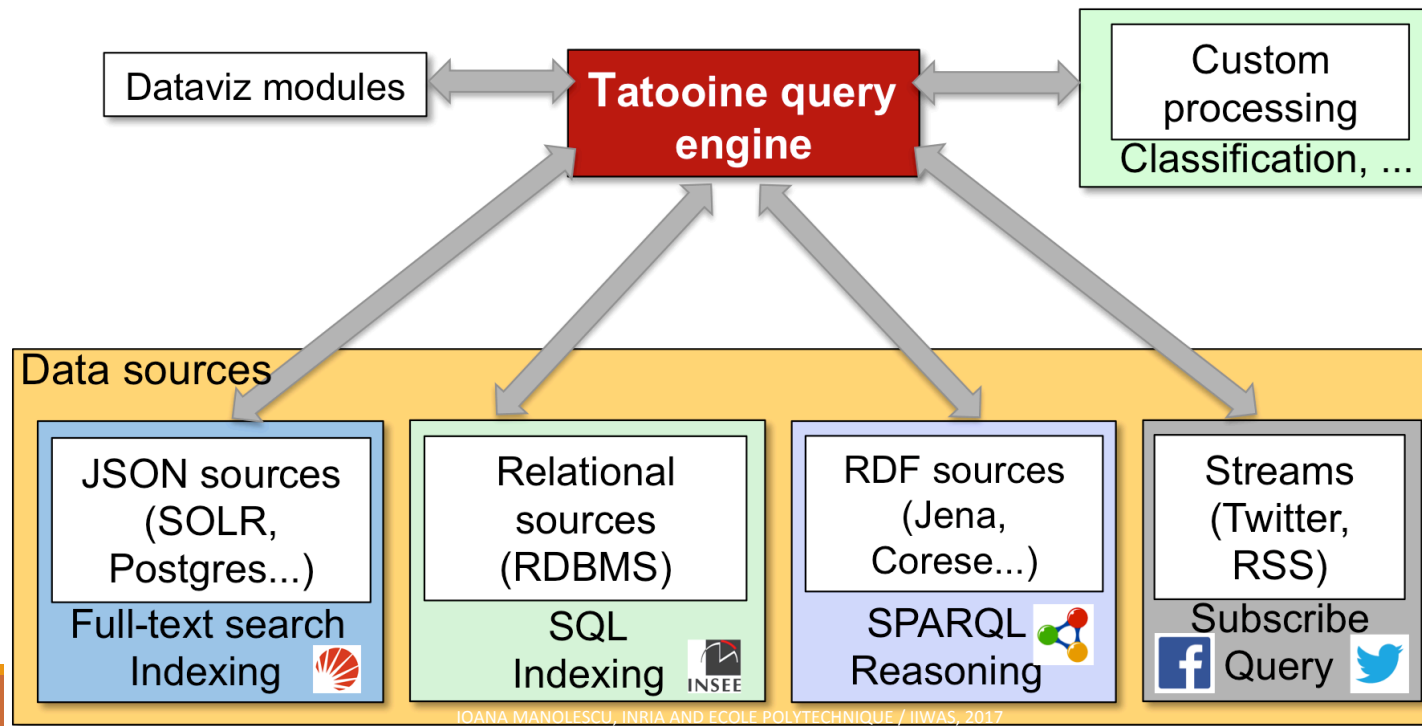 Dataviz modules
Tatooine query
engine
Custom
processing
Classification, ...
Data sources
JSON sources
(SOLR,
Postgres...)
Full-text search
Indexing
Relational
sources
(RDBMS)
SQL
Indexing
INSEE
RDF sources
(Jena,
Corese...)
SPARQL
Reasoning
Streams
(Twitter,
RSS)
Subscribe
Query
IOANA MANOLESCU, INRIA AND ECOLE POLYTECHNIQUE / IIWAS, 2017